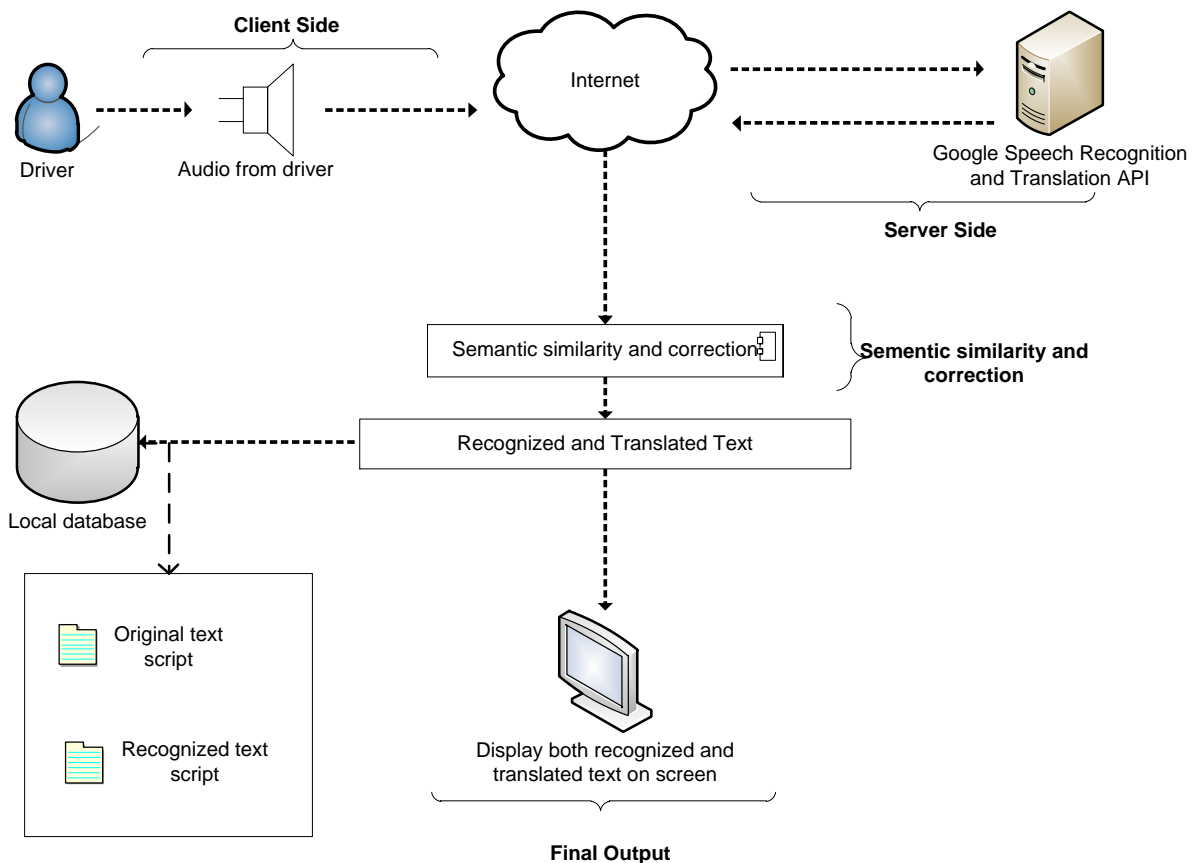 Client Side
Internet
Driver
Audio from driver
Google Speech Recognition
and Translation API
Server Side
Semantic similarity and correction
Sementic similarity and
correction
Recognized and Translated Text
Local database
Original text
script
Recognized text
script
Display both recognized and
translated text on screen
Final Output